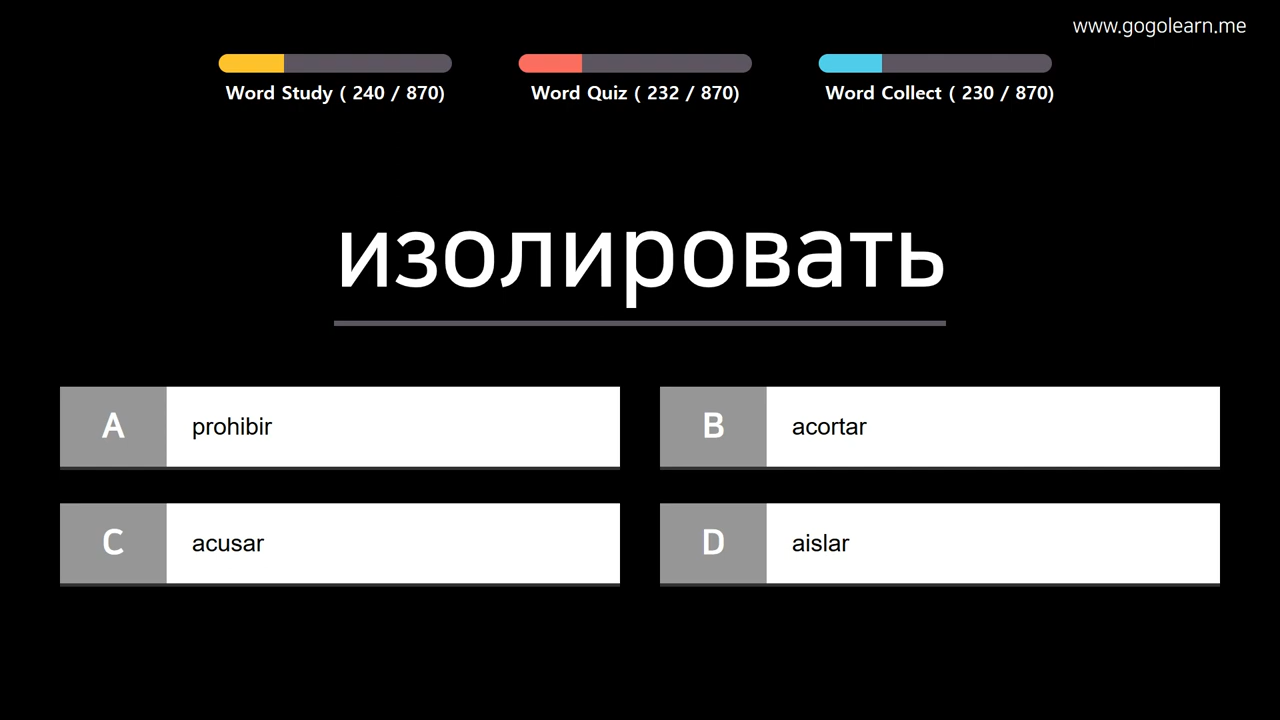 www.gogolearn.me
Word Study ( 240 / 870)
Word Quiz ( 232 / 870)
Word Collect ( 230 / 870)
изолировать
A prohibir
B acortar
C acusar
D aislar